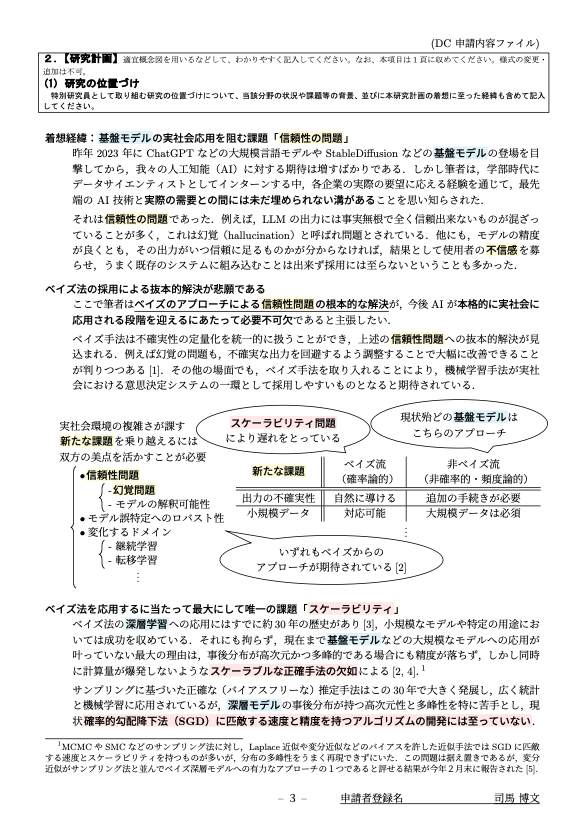 (DC 申請内容ファイル)
２．【研究計画】適宜概念図を用いるなどして、わかりやすく記入してください。なお、本項目は１頁に収めてください。様式の変更・
追加は不可。
(1) 研究の位置づけ
特別研究員として取り組む研究の位置づけについて、当該分野の状況や課題等の背景、並びに本研究計画の着想に至った経緯も含めて記入
してください。
着想経緯：基盤モデルの実社会応用を阻む課題「信頼性の問題」
昨年 2023 年に ChatGPT などの大規模言語モデルや StableDiffusion などの基盤モデルの登場を目
撃してから，我々の人工知能（AI）に対する期待は増すばかりである．しかし筆者は，学部時代に
データサイエンティストとしてインターンする中，各企業の実際の要望に応える経験を通じて，最先
端の AI 技術と実際の需要との間には未だ埋められない溝があることを思い知らされた．
それは信頼性の問題であった．例えば，LLM の出力には事実無根で全く信頼出来ないものが混ざっ
ていることが多く，これは幻覚（hallucination）と呼ばれ問題とされている．他にも，モデルの精度
が良くとも，その出力がいつ信頼に足るものかが分からなければ，結果として使用者の不信感を募
らせ，うまく既存のシステムに組み込むことは出来ず採用には至らないということも多かった．
ベイズ法の採用による抜本的解決が悲願である
ここで筆者はベイズのアプローチによる信頼性問題の根本的な解決が，今後 AI が本格的に実社会に
応用される段階を迎えるにあたって必要不可欠であると主張したい．
ベイズ手法は不確実性の定量化を統一的に扱うことができ，上述の信頼性問題への抜本的解決が見
込まれる．例えば幻覚の問題も，不確実な出力を回避するよう調整することで大幅に改善できること
が判りつつある [1]．その他の場面でも，ベイズ手法を取り入れることにより，機械学習手法が実社
会における意思決定システムの一環として採用しやすいものとなると期待されている．
実社会環境の複雑さが課す
新たな課題を乗り越えるには
双方の美点を活かすことが必要
スケーラビリティ問題
により遅れをとっている
現状殆どの基盤モデルは
こちらのアプローチ
●信頼性問題
- 幻覚問題
- モデルの解釈可能性
● モデル誤特定へのロバスト性
● 変化するドメイン
- 継続学習
- 転移学習
⋮
新たな課題
ベイズ流
（確率論的）
非ベイズ流
（非確率的・頻度論的）
出力の不確実性 自然に導ける 追加の手続きが必要
小規模データ 対応可能 大規模データは必須
⋮
いずれもベイズからの
アプローチが期待されている [2]
ベイズ法を応用するに当たって最大にして唯一の課題「スケーラビリティ」
ベイズ法の深層学習への応用にはすでに約 30 年の歴史があり [3]，小規模なモデルや特定の用途にお
いては成功を収めている．それにも拘らず，現在まで基盤モデルなどの大規模なモデルへの応用が
叶っていない最大の理由は，事後分布が高次元かつ多峰的である場合にも精度が落ちず，しかし同時
に計算量が爆発しないようなスケーラブルな正確手法の欠如による [2, 4]．1
サンプリングに基づいた正確な（バイアスフリーな）推定手法はこの 30 年で大きく発展し，広く統計
と機械学習に応用されているが，深層モデルの事後分布が持つ高次元性と多峰性を特に苦手とし，現
状確率的勾配降下法（SGD）に匹敵する速度と精度を持つアルゴリズムの開発には至っていない．
1MCMC や SMC などのサンプリング法に対し，Laplace 近似や変分近似などのバイアスを許した近似手法では SGD に匹敵
する速度とスケーラビリティを持つものが多いが，分布の多峰性をうまく再現できずにいた．この問題は据え置きであるが，変分
近似がサンプリング法と並んでベイズ深層モデルへの有力なアプローチの 1 つであると評せる結果が今年 2 月末に報告された [5]．
– 3 – 申請者登録名 司馬 博文